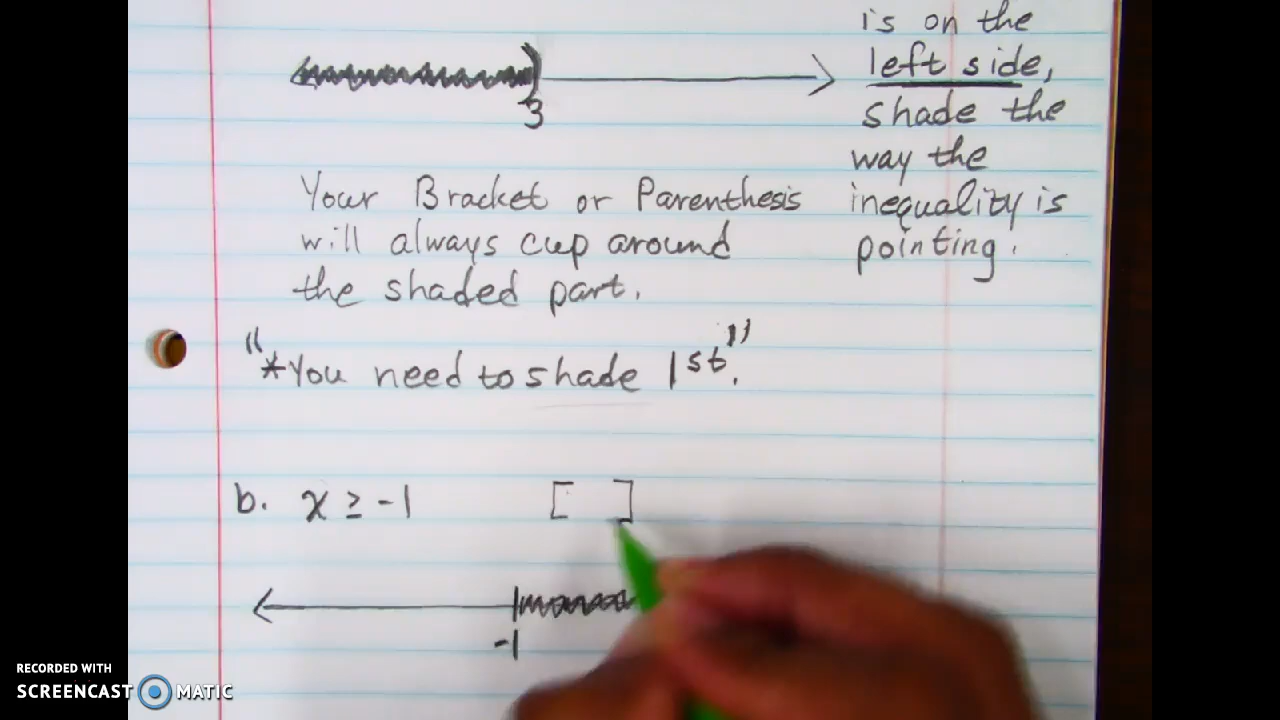 is on the
left side,
shade the
way the
inequality is
pointing.
3
Your Bracket or Parenthesis
will always cup around
the shaded part.
"*You need to shade 1st."
b. x ≥ -1 [ ]
-1
RECORDED WITH
SCREENCAST MATIC